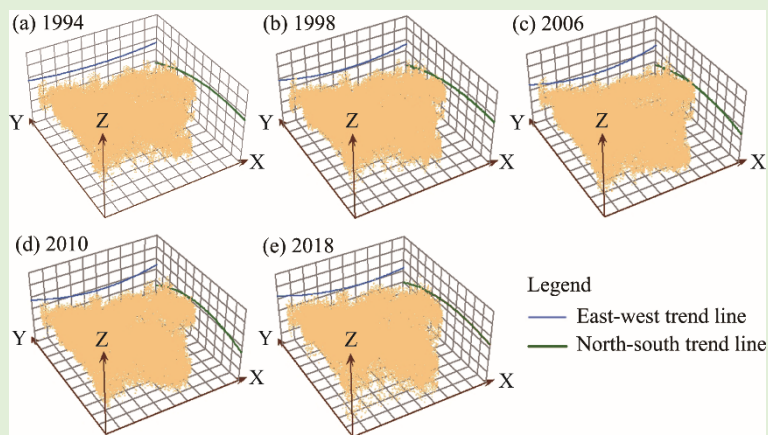 (a) 1994
(b) 1998
(c) 2006
Y
Z
X
Y
Z
X
Y
Z
X
(d) 2010
(e) 2018
Y
Z
X
Y
Z
X
Legend
East-west trend line
North-south trend line